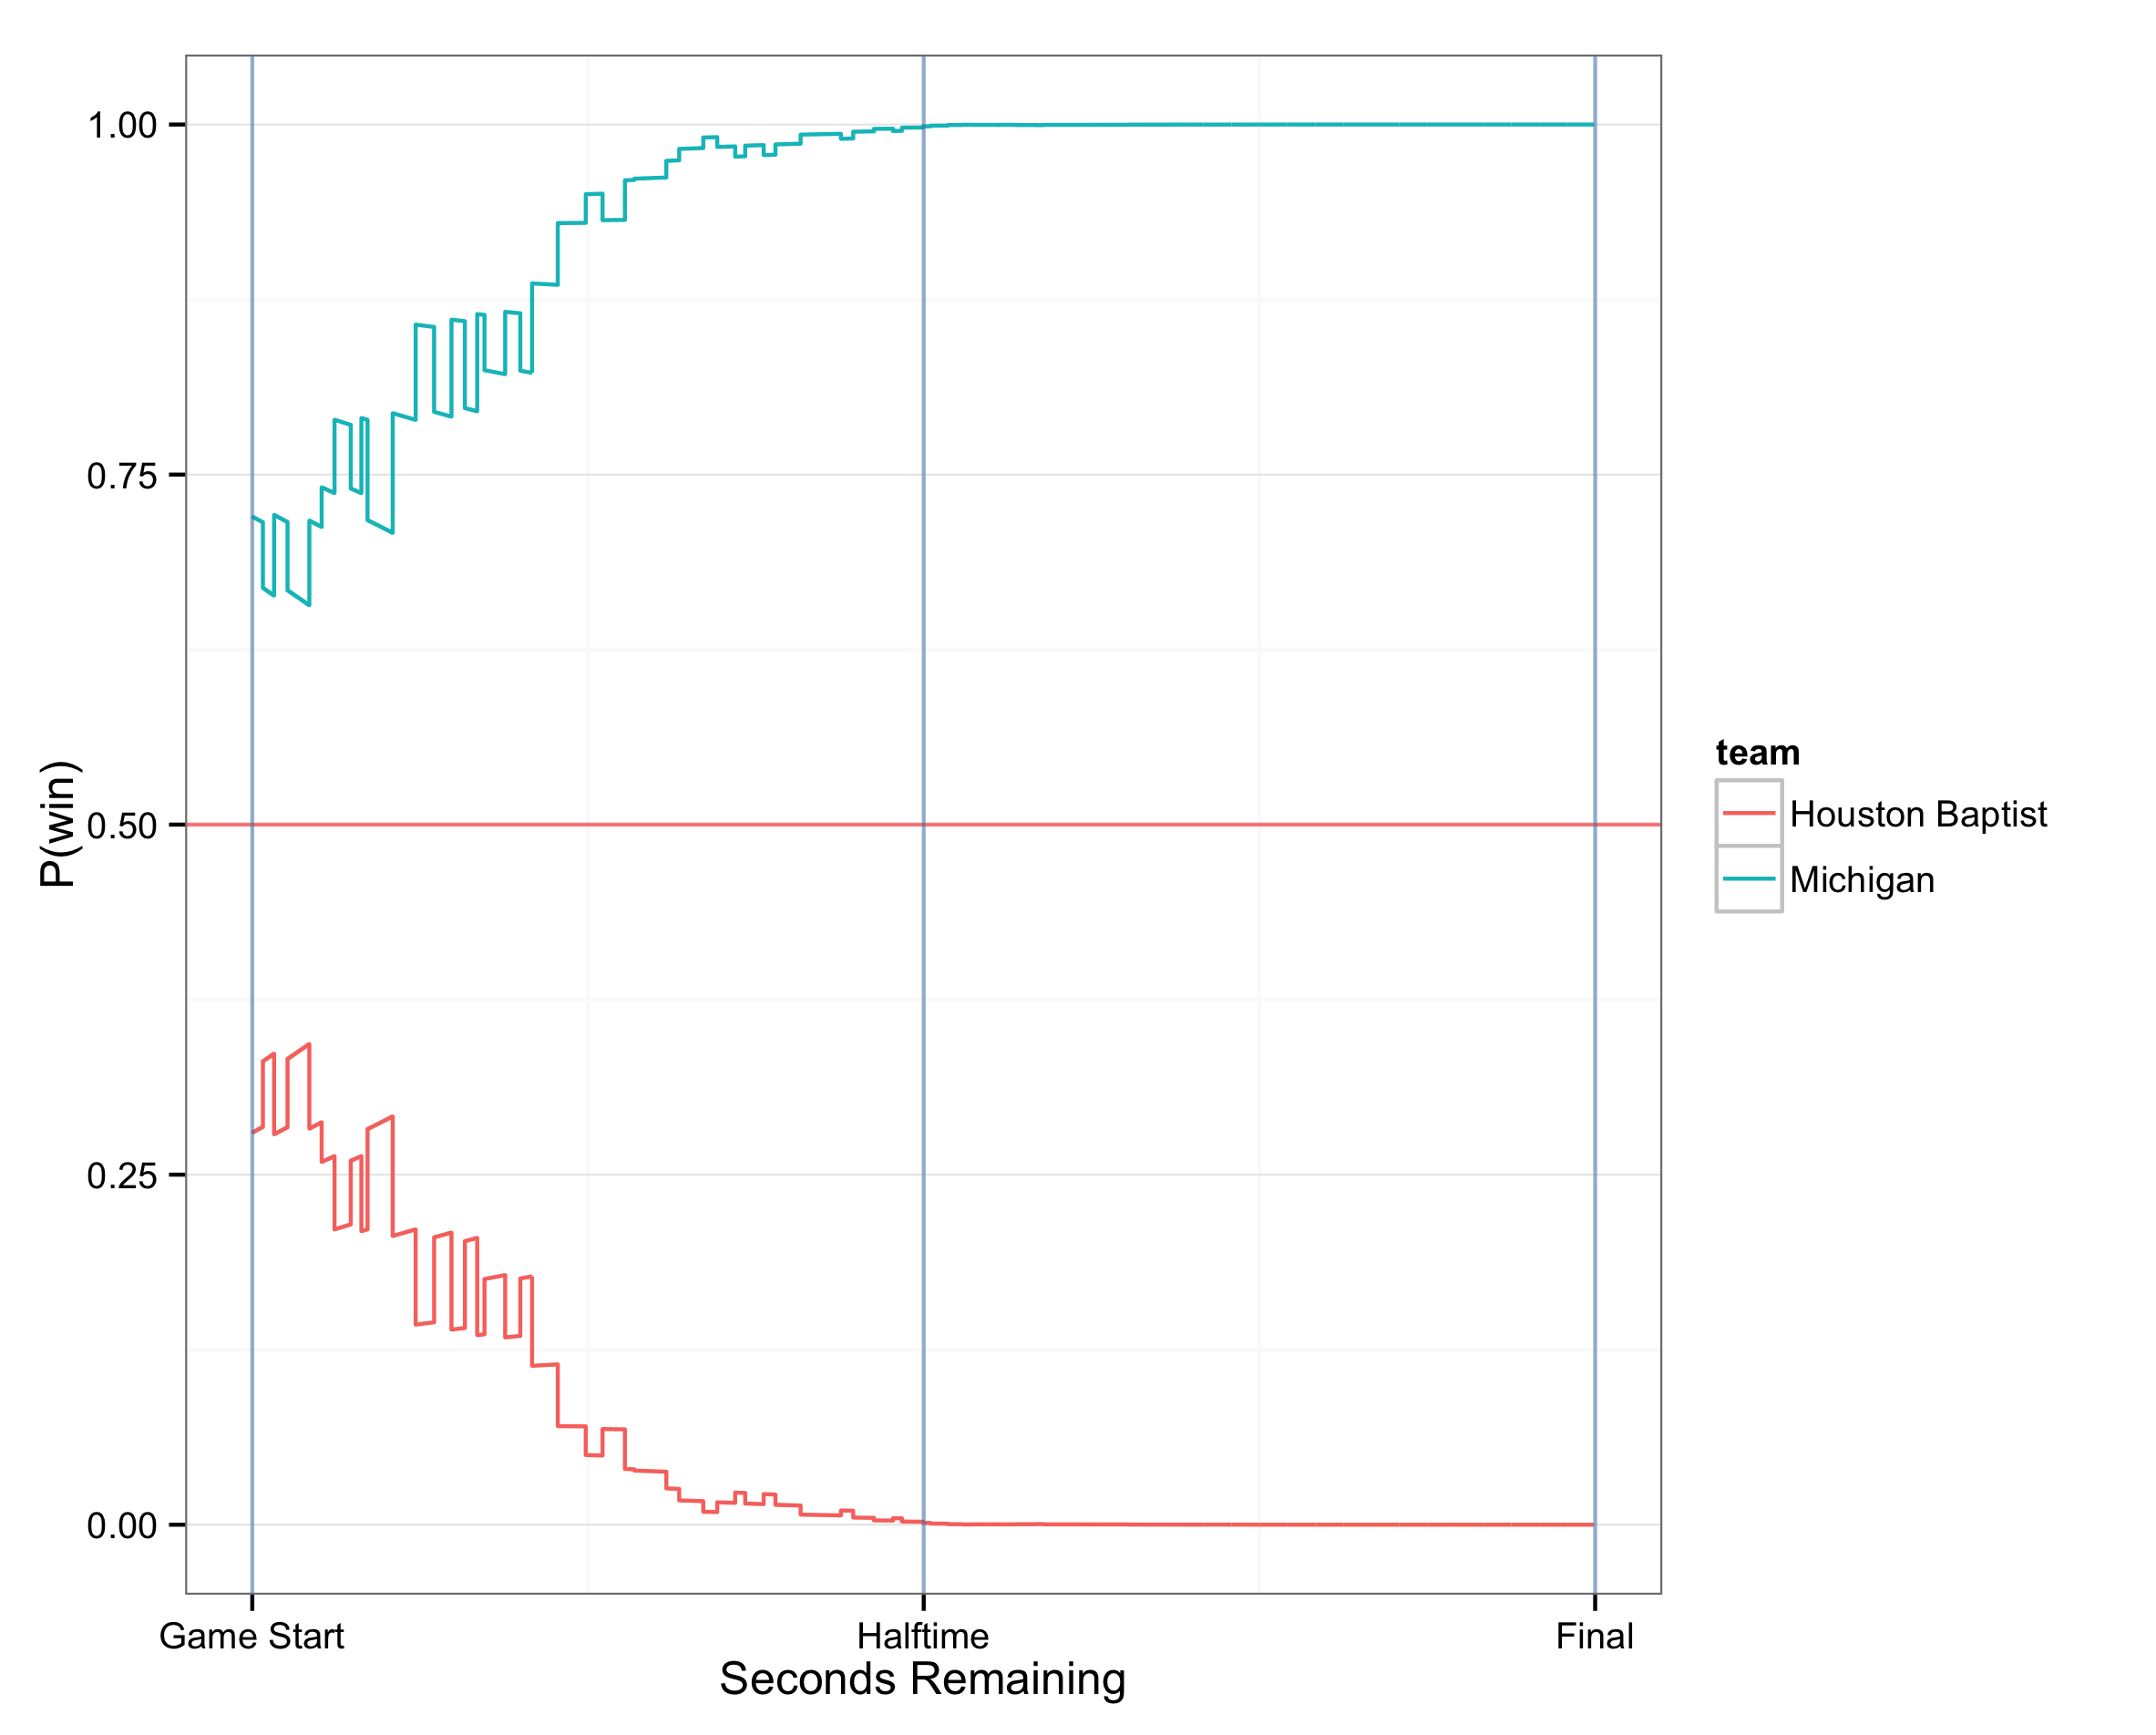 1.00
0.75
0.50
0.25
0.00
P(win)
Game Start
Halftime
Final
Seconds Remaining
team
Houston Baptist
Michigan